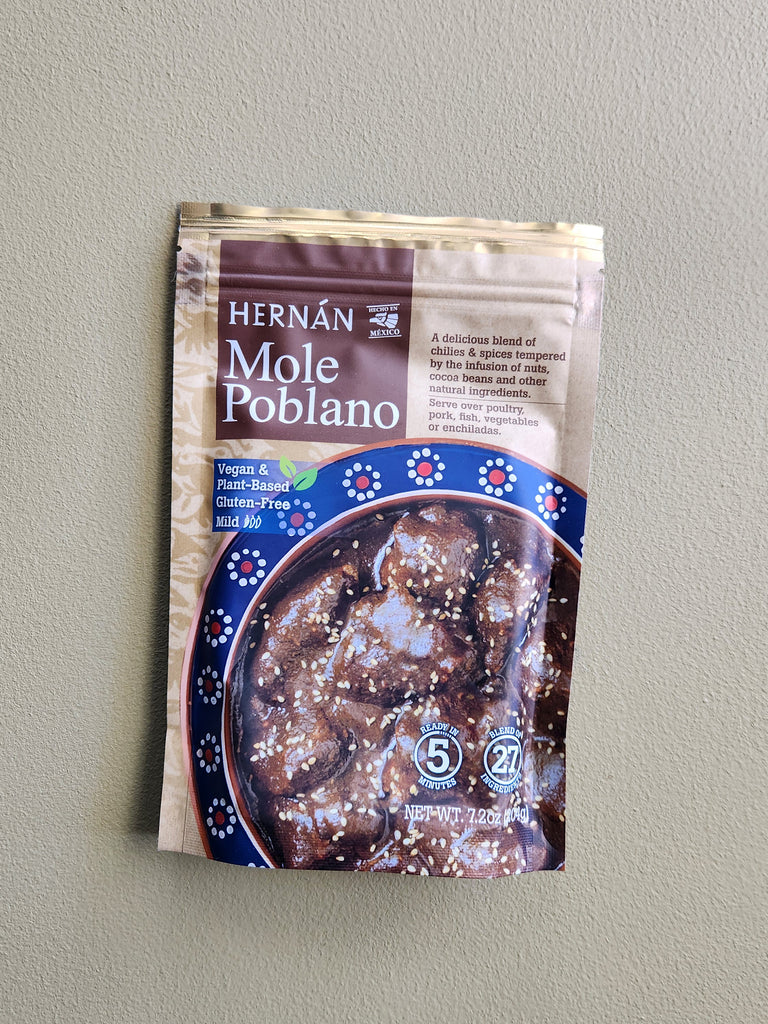 HERNÁN
HECHO EN
MÉXICO
Mole
Poblano
A delicious blend of
chilies & spices tempered
by the infusion of nuts,
cocoa beans and other
natural ingredients.
Serve over poultry,
pork, fish, vegetables
or enchiladas.
Vegan &
Plant-Based
Gluten-Free
Mild
READY IN
5
MINUTES
BLEND OF
27
NET WT. 7.2oz